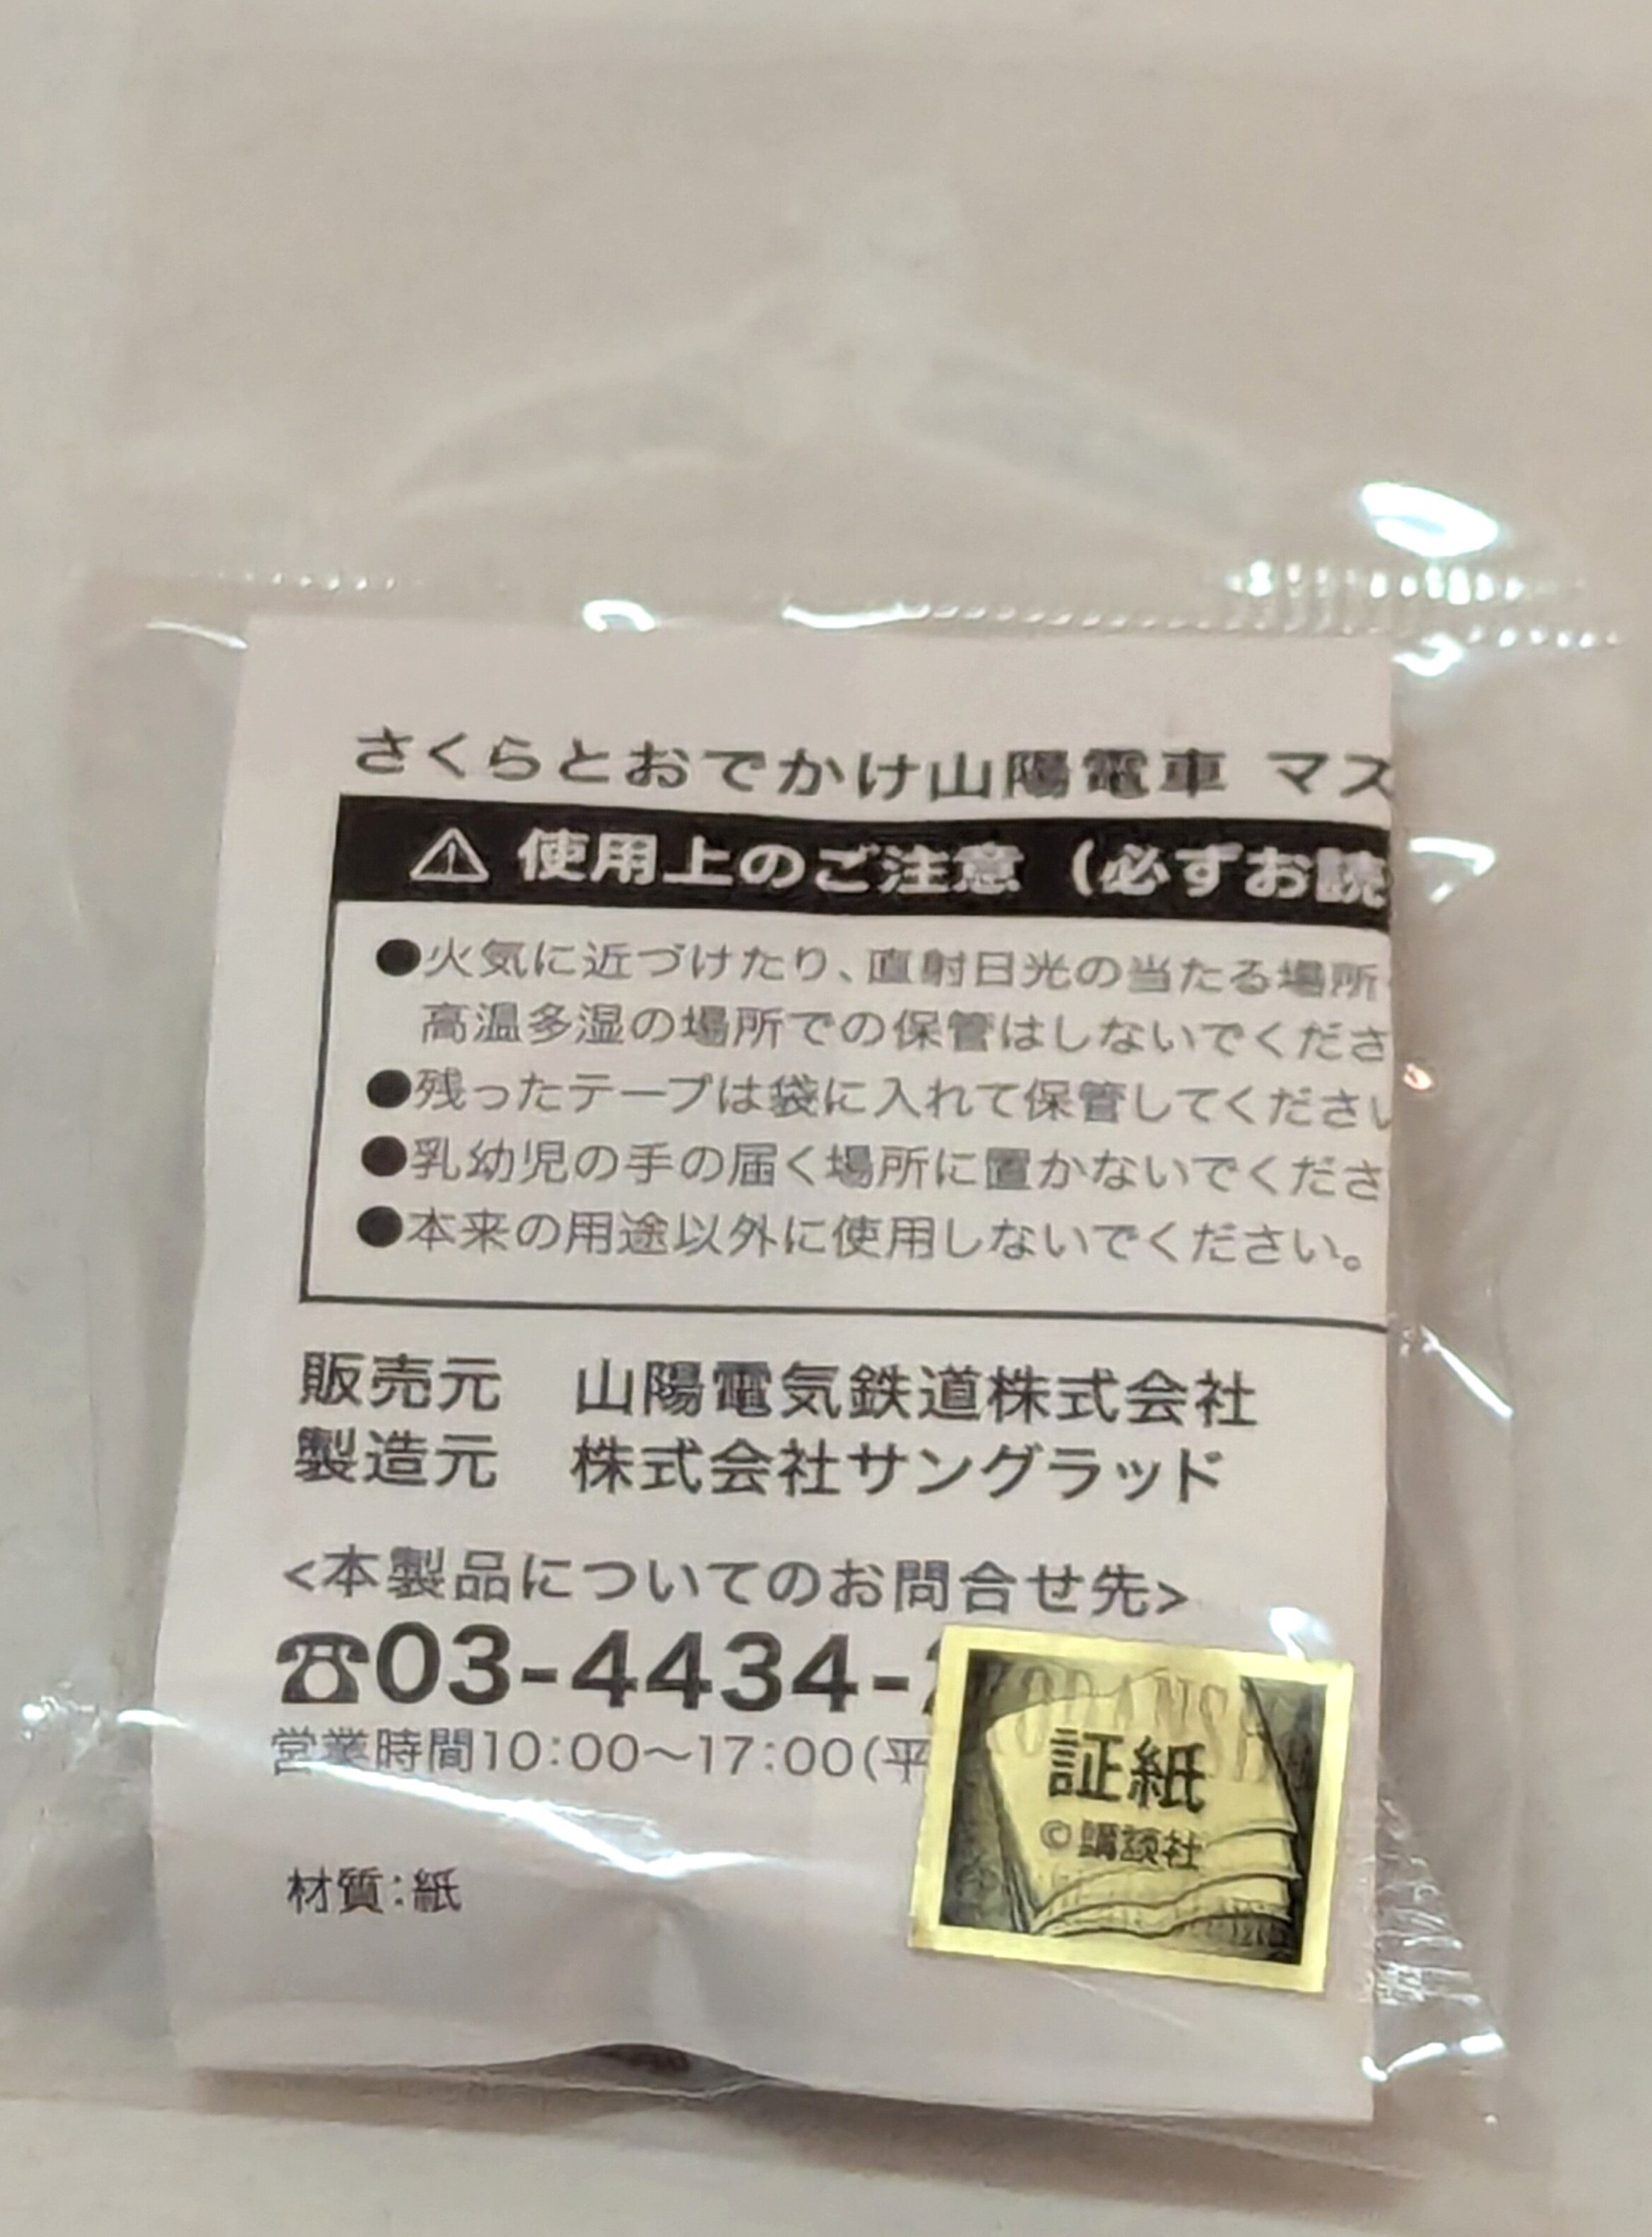 さくらとおでかけ山陽電車 マス
⚠ 使用上のご注意（必ずお読
●火気に近づけたり、直射日光の当たる場所
高温多湿の場所での保管はしないでくださ
●残ったテープは袋に入れて保管してくださ
●乳幼児の手の届く場所に置かないでくださ
●本来の用途以外に使用しないでください。
販売元 山陽電気鉄道株式会社
製造元 株式会社サングラッド
<本製品についてのお問合せ先>
☎03-4434-
営業時間10:00～17:00(平
証紙
©講談社
材質:紙